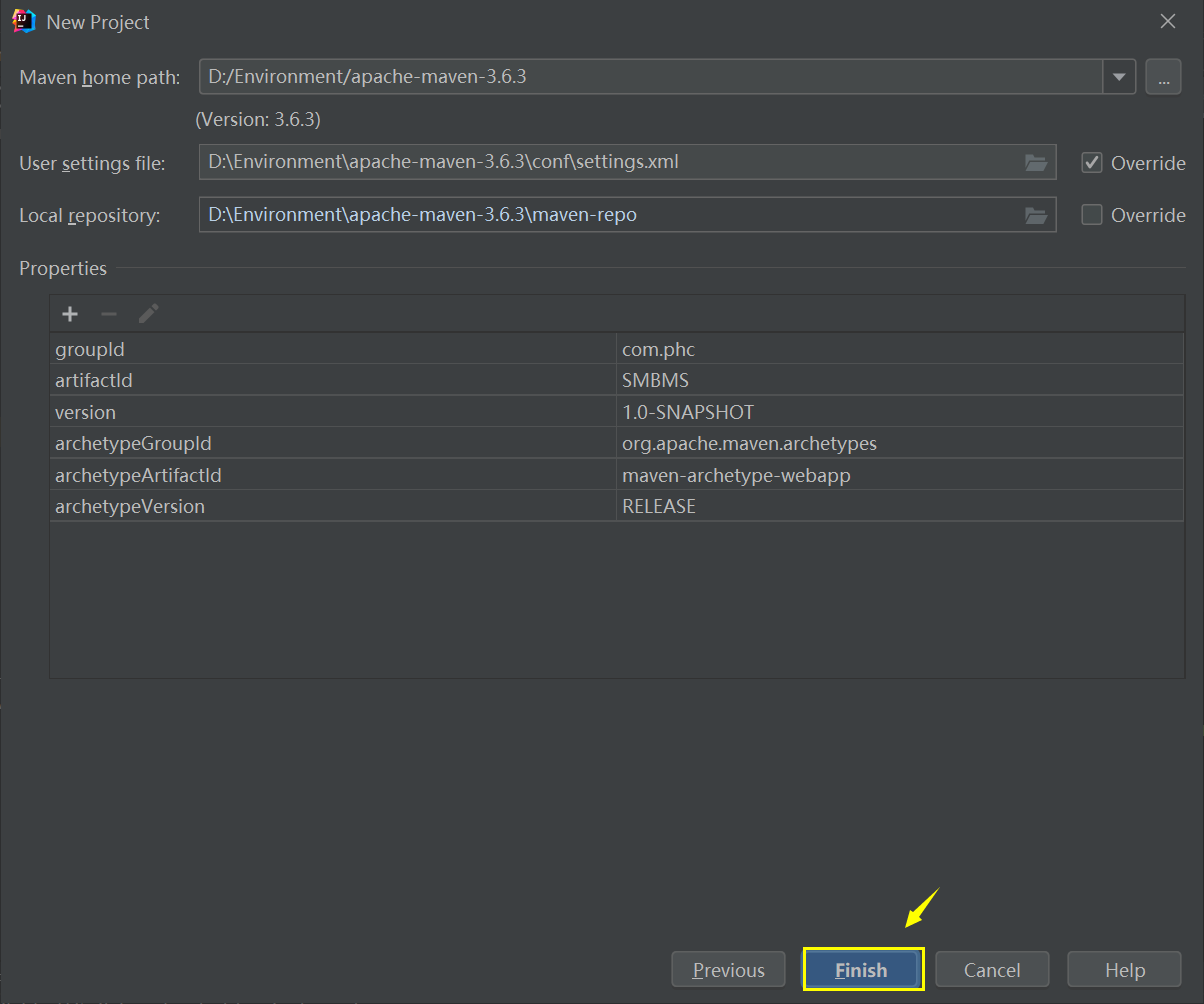 New Project
Maven home path: D:/Environment/apache-maven-3.6.3 ...
(Version: 3.6.3)
User settings file: D:\Environment\apache-maven-3.6.3\conf\settings.xml Override
Local repository: D:\Environment\apache-maven-3.6.3\maven-repo Override
Properties
groupId com.phc
artifactId SMBMS
version 1.0-SNAPSHOT
archetypeGroupId org.apache.maven.archetypes
archetypeArtifactId maven-archetype-webapp
archetypeVersion RELEASE
Previous Finish Cancel Help